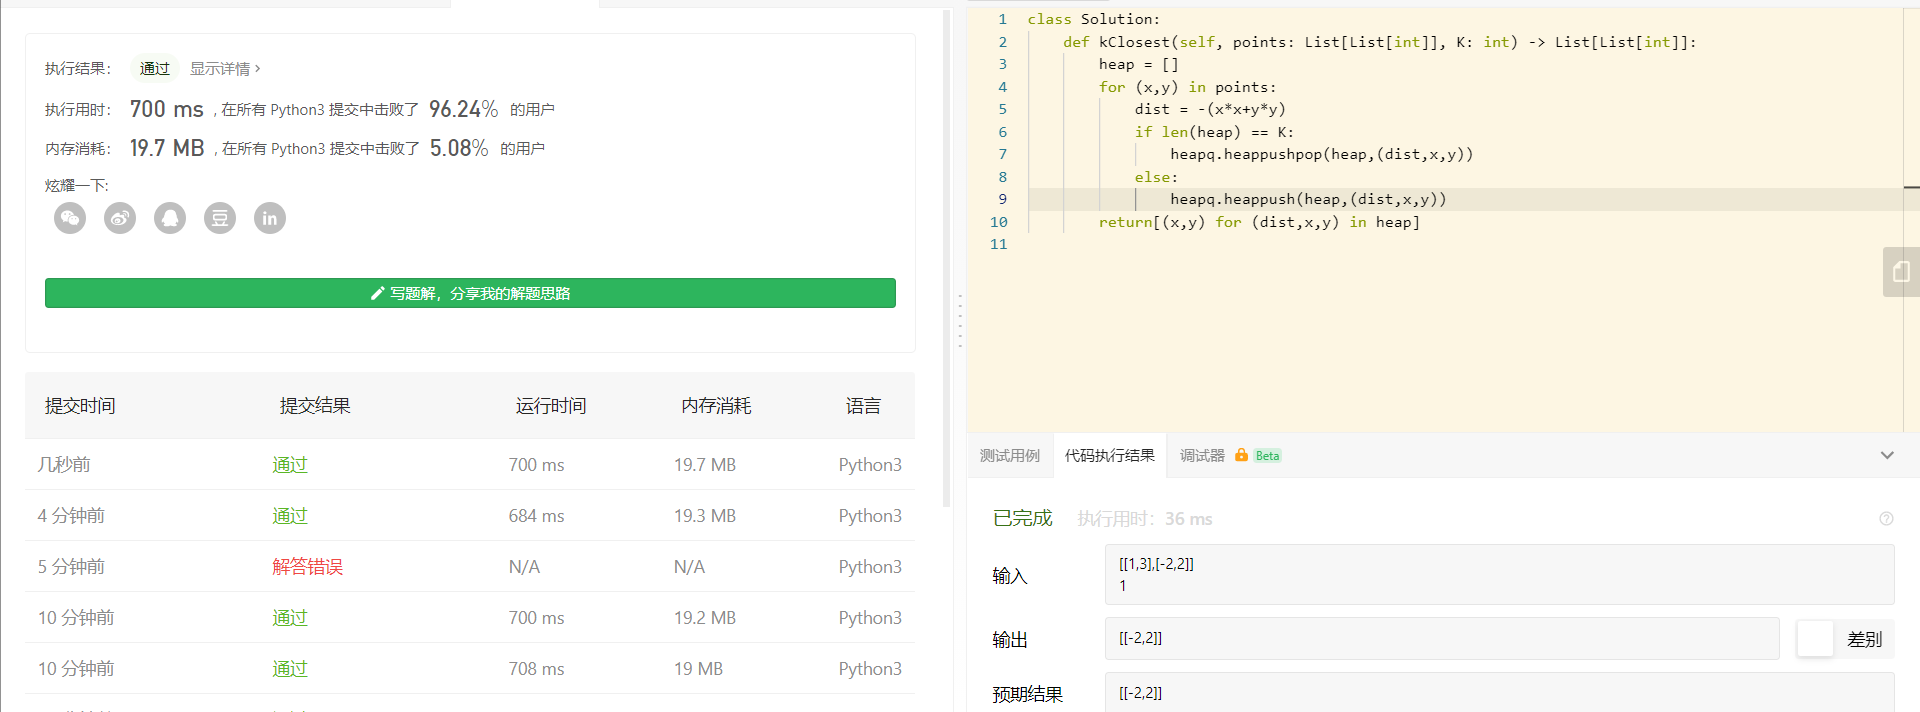 执行结果： 通过 显示详情 ›
执行用时： 700 ms , 在所有 Python3 提交中击败了 96.24% 的用户
内存消耗： 19.7 MB , 在所有 Python3 提交中击败了 5.08% 的用户
炫耀一下:
豆 in
写题解，分享我的解题思路
提交时间 提交结果 运行时间 内存消耗 语言
几秒前 通过 700 ms 19.7 MB Python3
4 分钟前 通过 684 ms 19.3 MB Python3
5 分钟前 解答错误 N/A N/A Python3
10 分钟前 通过 700 ms 19.2 MB Python3
10 分钟前 通过 708 ms 19 MB Python3
1 class Solution:
2     def kClosest(self, points: List[List[int]], K: int) -> List[List[int]]:
3         heap = []
4         for (x,y) in points:
5             dist = -(x*x+y*y)
6             if len(heap) == K:
7                 heapq.heappushpop(heap,(dist,x,y))
8             else:
9                 heapq.heappush(heap,(dist,x,y))
10         return[(x,y) for (dist,x,y) in heap]
11
测试用例 代码执行结果 调试器 Beta
已完成 执行用时： 36 ms
输入 [[1,3],[-2,2]]
1
输出 [[-2,2]] 差别
预期结果 [[-2,2]]